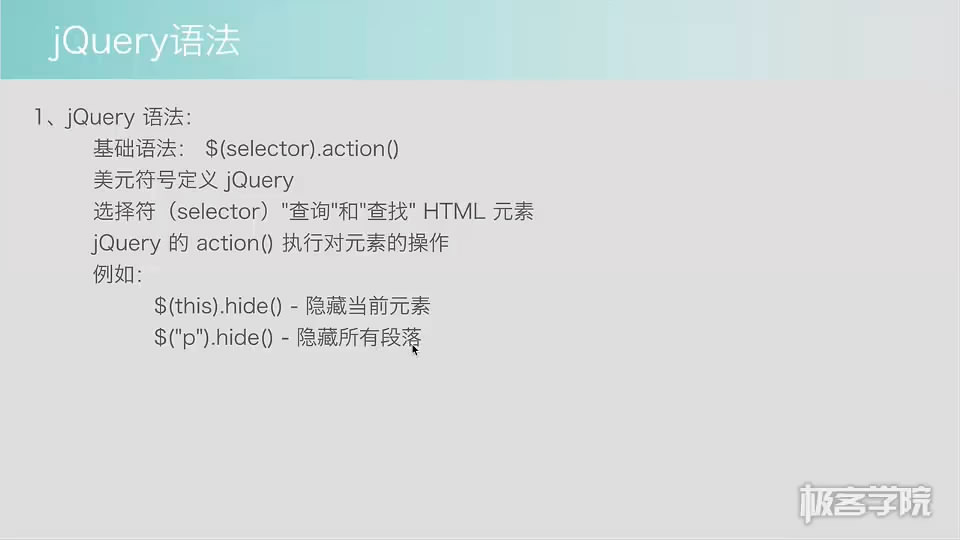 jQuery语法
1、jQuery 语法：
基础语法： $(selector).action()
美元符号定义 jQuery
选择符（selector）"查询"和"查找" HTML 元素
jQuery 的 action() 执行对元素的操作
例如：
$(this).hide() - 隐藏当前元素
$("p").hide() - 隐藏所有段落
极客学院